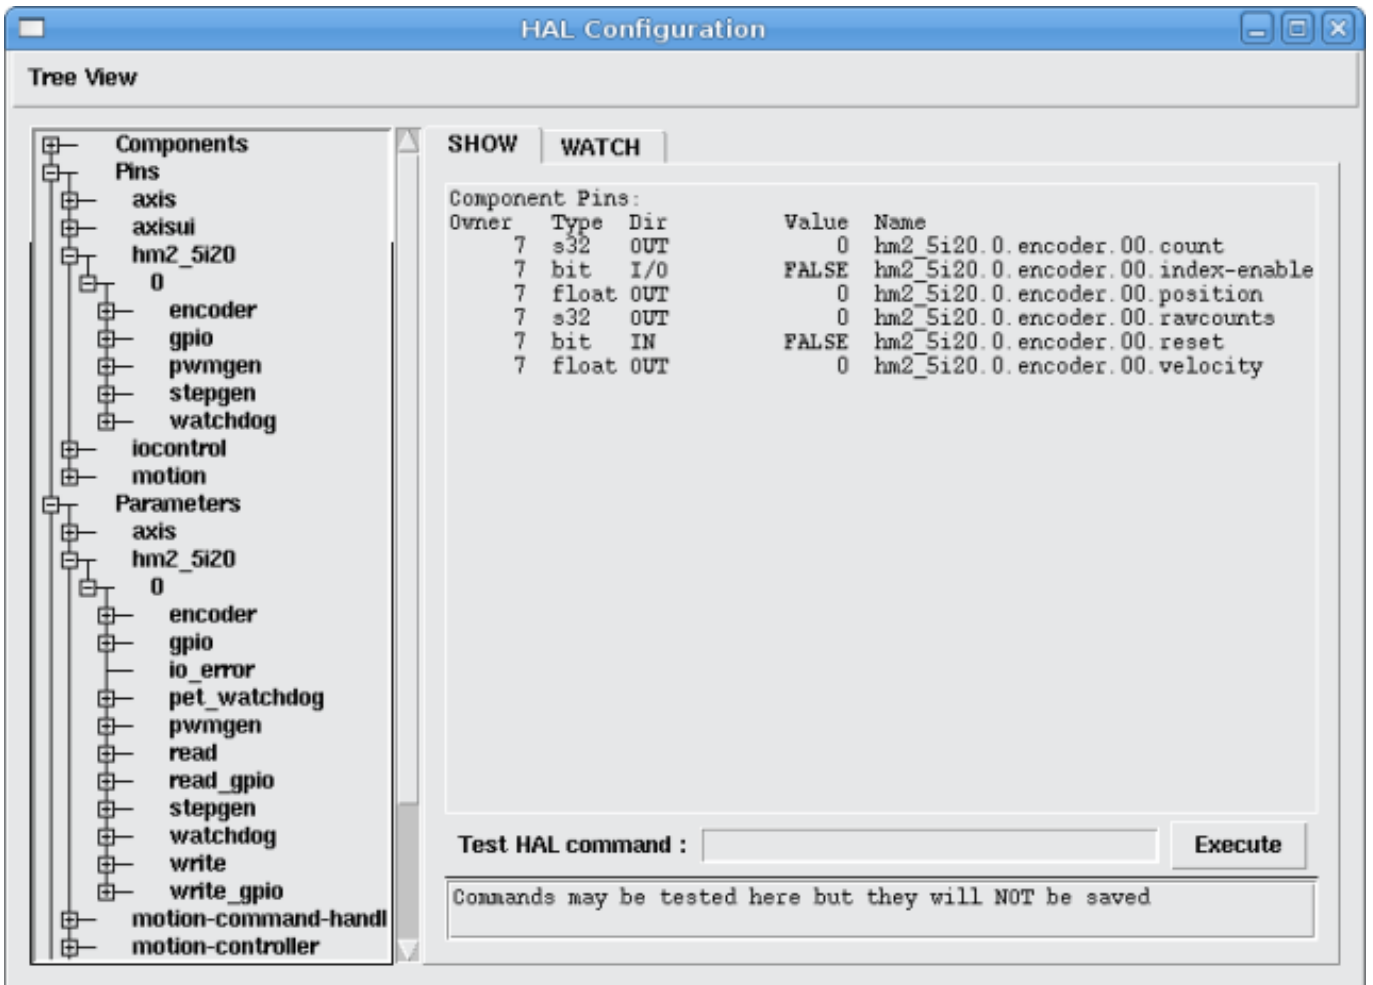 HAL Configuration
Tree View
Components
Pins
axis
axisui
hm2_5i20
0
encoder
gpio
pwmgen
stepgen
watchdog
iocontrol
motion
Parameters
axis
hm2_5i20
0
encoder
gpio
io_error
pet_watchdog
pwmgen
read
read_gpio
stepgen
watchdog
write
write_gpio
motion-command-handl
motion-controller
SHOW WATCH
Component Pins:
Owner Type Dir Value Name
7 s32 OUT 0 hm2_5i20.0.encoder.00.count
7 bit I/O FALSE hm2_5i20.0.encoder.00.index-enable
7 float OUT 0 hm2_5i20.0.encoder.00.position
7 s32 OUT 0 hm2_5i20.0.encoder.00.rawcounts
7 bit IN FALSE hm2_5i20.0.encoder.00.reset
7 float OUT 0 hm2_5i20.0.encoder.00.velocity
Test HAL command : Execute
Commands may be tested here but they will NOT be saved